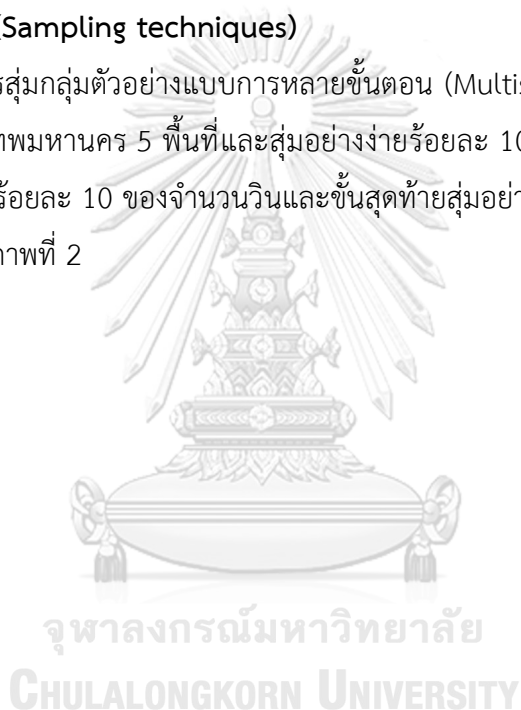 (Sampling techniques)
รสุ่มกลุ่มตัวอย่างแบบการหลายขั้นตอน (Multis
ทพมหานคร 5 พื้นที่และสุ่มอย่างง่ายร้อยละ 10
ร้อยละ 10 ของจำนวนวินและขั้นสุดท้ายสุ่มอย่า
าพที่ 2
จุฬาลงกรณ์มหาวิทยาลัย
CHULALONGKORN UNIVERSITY